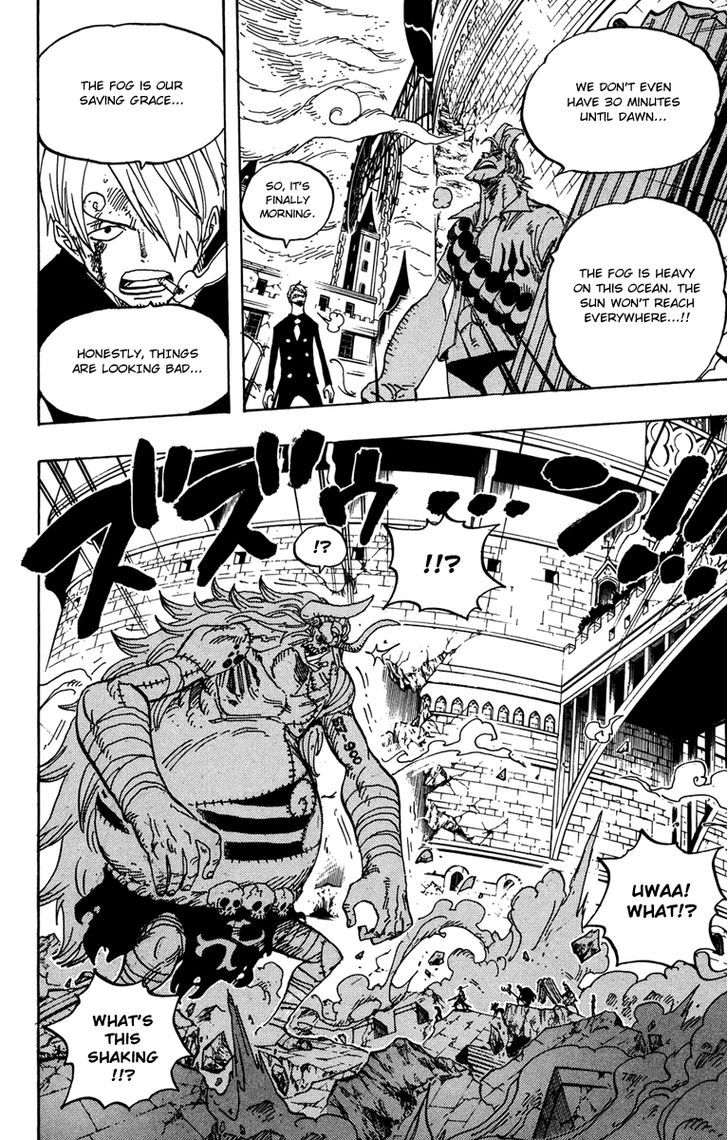 WE DON'T EVEN
HAVE 30 MINUTES
UNTIL DAWN...
SO, IT'S
FINALLY
MORNING.
THE FOG IS HEAVY
ON THIS OCEAN. THE
SUN WON'T REACH
EVERYWHERE...!!
THE FOG IS OUR
SAVING GRACE...
HONESTLY, THINGS
ARE LOOKING BAD...
ズズゥ...ン!!
!!?
!?
UWAA!
WHAT!?
WHAT'S
THIS
SHAKING
!!?